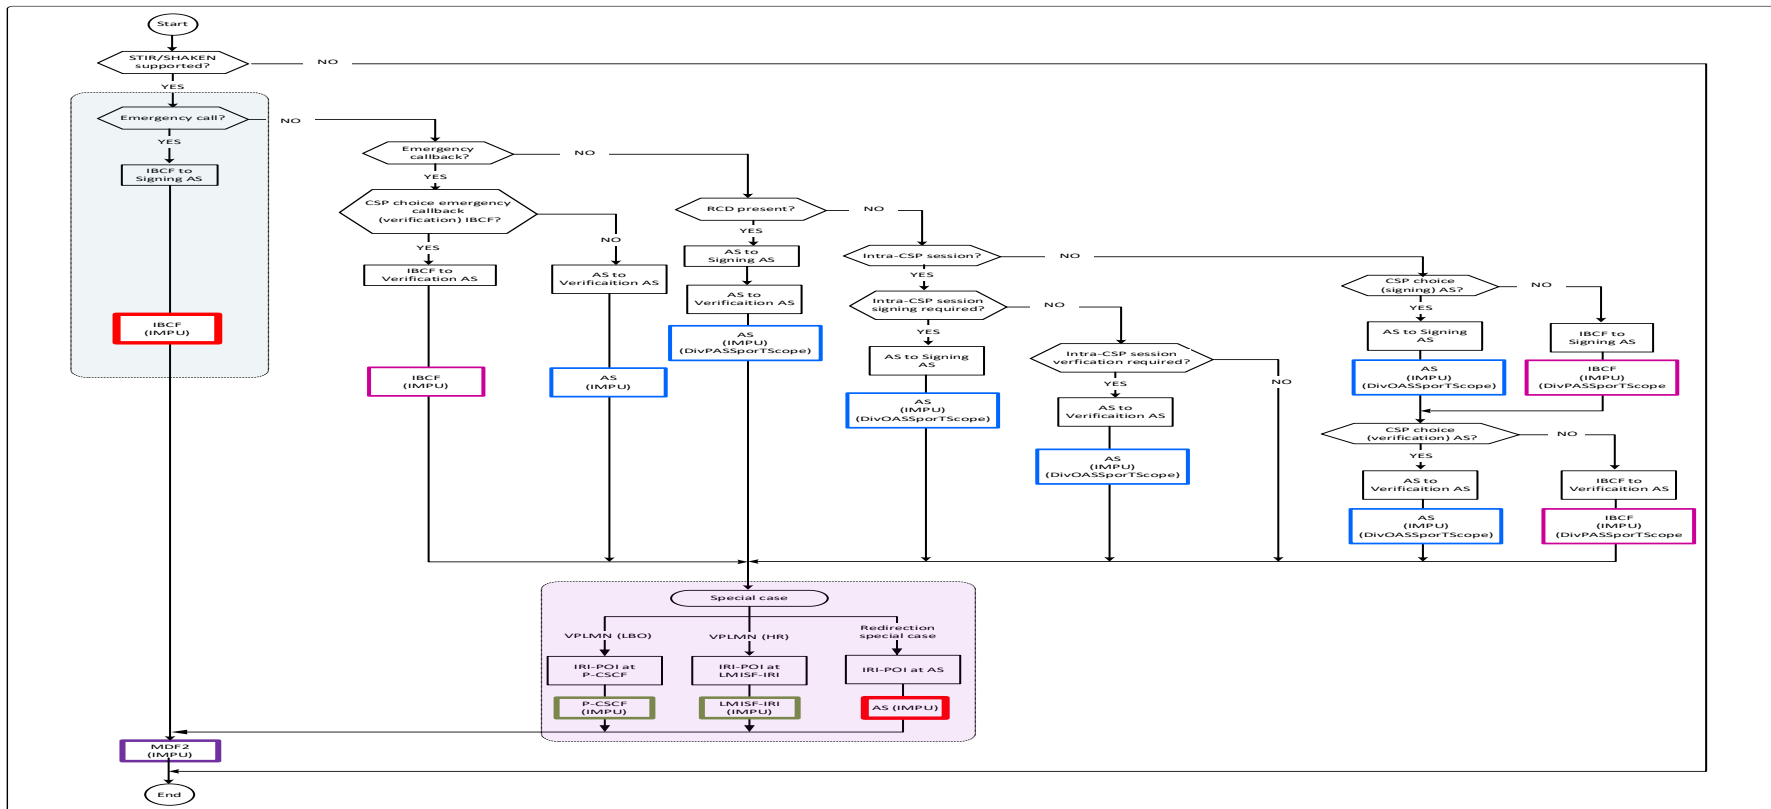 Start
STIR/SHAKEN
supported?
NO
YES
Emergency call?
NO
YES
IBCF to
Signing AS
IBCF
(IMPU)
Emergency
callback?
NO
YES
CSP choice emergency
callback
(verification) IBCF?
NO
YES
IBCF to
Verification AS
AS to
Verificaition AS
IBCF
(IMPU)
AS
(IMPU)
RCD present?
NO
YES
AS to
Signing AS
AS to
Verificaition AS
AS
(IMPU)
(DivPASSporTScope)
Intra-CSP session?
NO
YES
Intra-CSP session
signing required?
NO
YES
AS to Signing
AS
AS
(IMPU)
(DivOASSporTScope)
Intra-CSP session
verfication required?
NO
YES
AS to
Verificaition AS
AS
(IMPU)
(DivOASSporTScope)
CSP choice
(signing) AS?
NO
YES
AS to Signing
AS
IBCF to
Signing AS
AS
(IMPU)
(DivOASSporTScope)
IBCF
(IMPU)
(DivPASSporTScope
CSP choice
(verification) AS?
NO
YES
AS to
Verificaition AS
IBCF to
Verificaition AS
AS
(IMPU)
(DivOASSporTScope)
IBCF
(IMPU)
(DivPASSporTScope
Special case
VPLMN (LBO)
VPLMN (HR)
Redirection
special case
IRI-POI at
P-CSCF
IRI-POI at
LMISF-IRI
IRI-POI at AS
P-CSCF
(IMPU)
LMISF-IRI
(IMPU)
AS (IMPU)
MDF2
(IMPU)
End